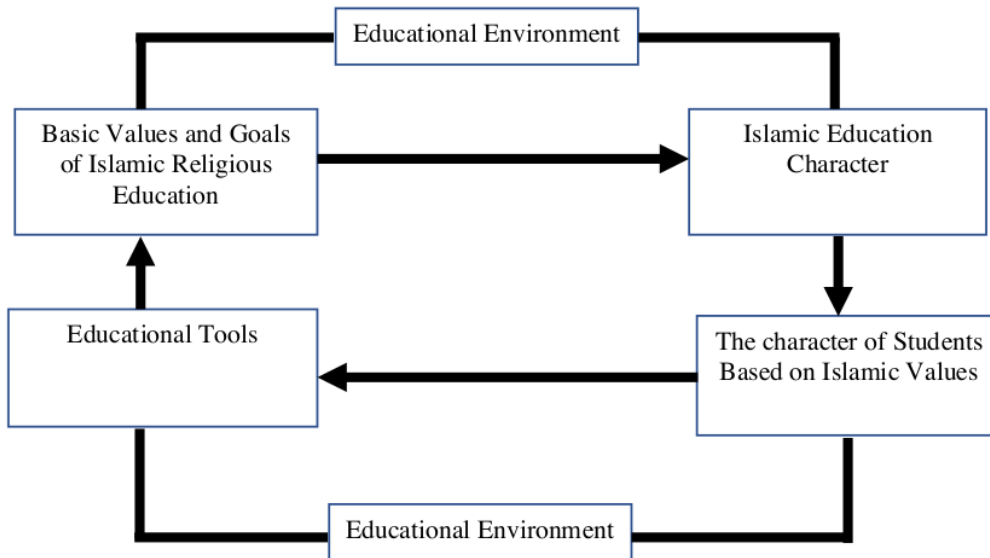 Educational Environment
Basic Values and Goals
of Islamic Religious
Education
Islamic Education
Character
Educational Tools
The character of Students
Based on Islamic Values
Educational Environment